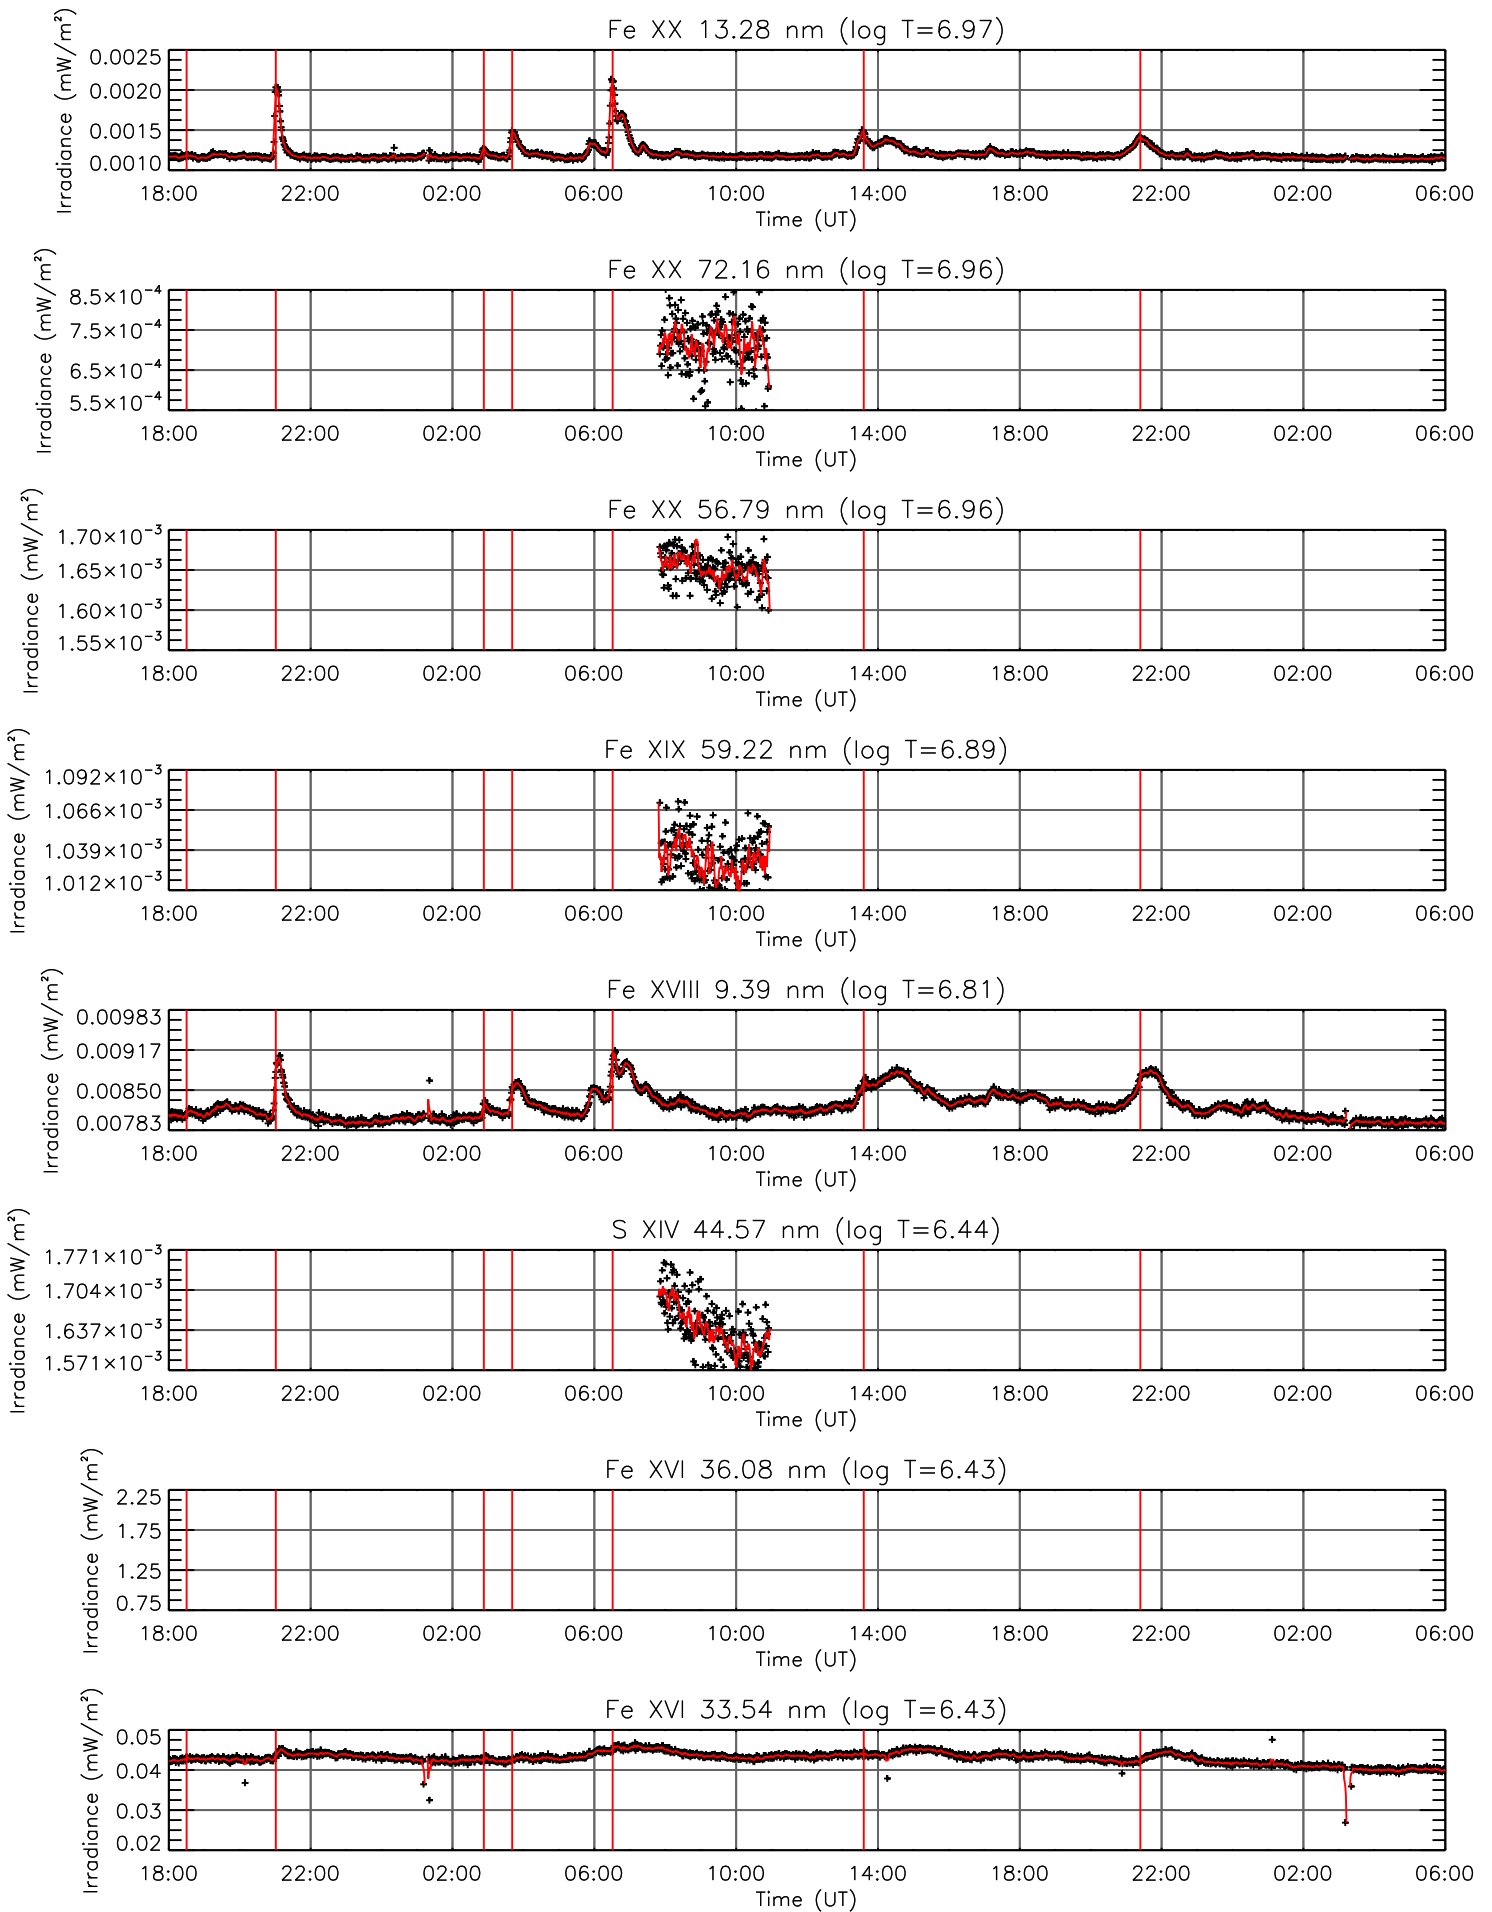 Fe XX 13.28 nm (log T=6.97)
Irradiance (mW/m²)
0.0025
0.0020
0.0015
0.0010
18:00 22:00 02:00 06:00 10:00 14:00 18:00 22:00 02:00 06:00
Time (UT)
Fe XX 72.16 nm (log T=6.96)
Irradiance (mW/m²)
8.5×10⁻⁴
7.5×10⁻⁴
6.5×10⁻⁴
5.5×10⁻⁴
18:00 22:00 02:00 06:00 10:00 14:00 18:00 22:00 02:00 06:00
Time (UT)
Fe XX 56.79 nm (log T=6.96)
Irradiance (mW/m²)
1.70×10⁻³
1.65×10⁻³
1.60×10⁻³
1.55×10⁻³
18:00 22:00 02:00 06:00 10:00 14:00 18:00 22:00 02:00 06:00
Time (UT)
Fe XIX 59.22 nm (log T=6.89)
Irradiance (mW/m²)
1.092×10⁻³
1.066×10⁻³
1.039×10⁻³
1.012×10⁻³
18:00 22:00 02:00 06:00 10:00 14:00 18:00 22:00 02:00 06:00
Time (UT)
Fe XVIII 9.39 nm (log T=6.81)
Irradiance (mW/m²)
0.00983
0.00917
0.00850
0.00783
18:00 22:00 02:00 06:00 10:00 14:00 18:00 22:00 02:00 06:00
Time (UT)
S XIV 44.57 nm (log T=6.44)
Irradiance (mW/m²)
1.771×10⁻³
1.704×10⁻³
1.637×10⁻³
1.571×10⁻³
18:00 22:00 02:00 06:00 10:00 14:00 18:00 22:00 02:00 06:00
Time (UT)
Fe XVI 36.08 nm (log T=6.43)
Irradiance (mW/m²)
2.25
1.75
1.25
0.75
18:00 22:00 02:00 06:00 10:00 14:00 18:00 22:00 02:00 06:00
Time (UT)
Fe XVI 33.54 nm (log T=6.43)
Irradiance (mW/m²)
0.05
0.04
0.03
0.02
18:00 22:00 02:00 06:00 10:00 14:00 18:00 22:00 02:00 06:00
Time (UT)